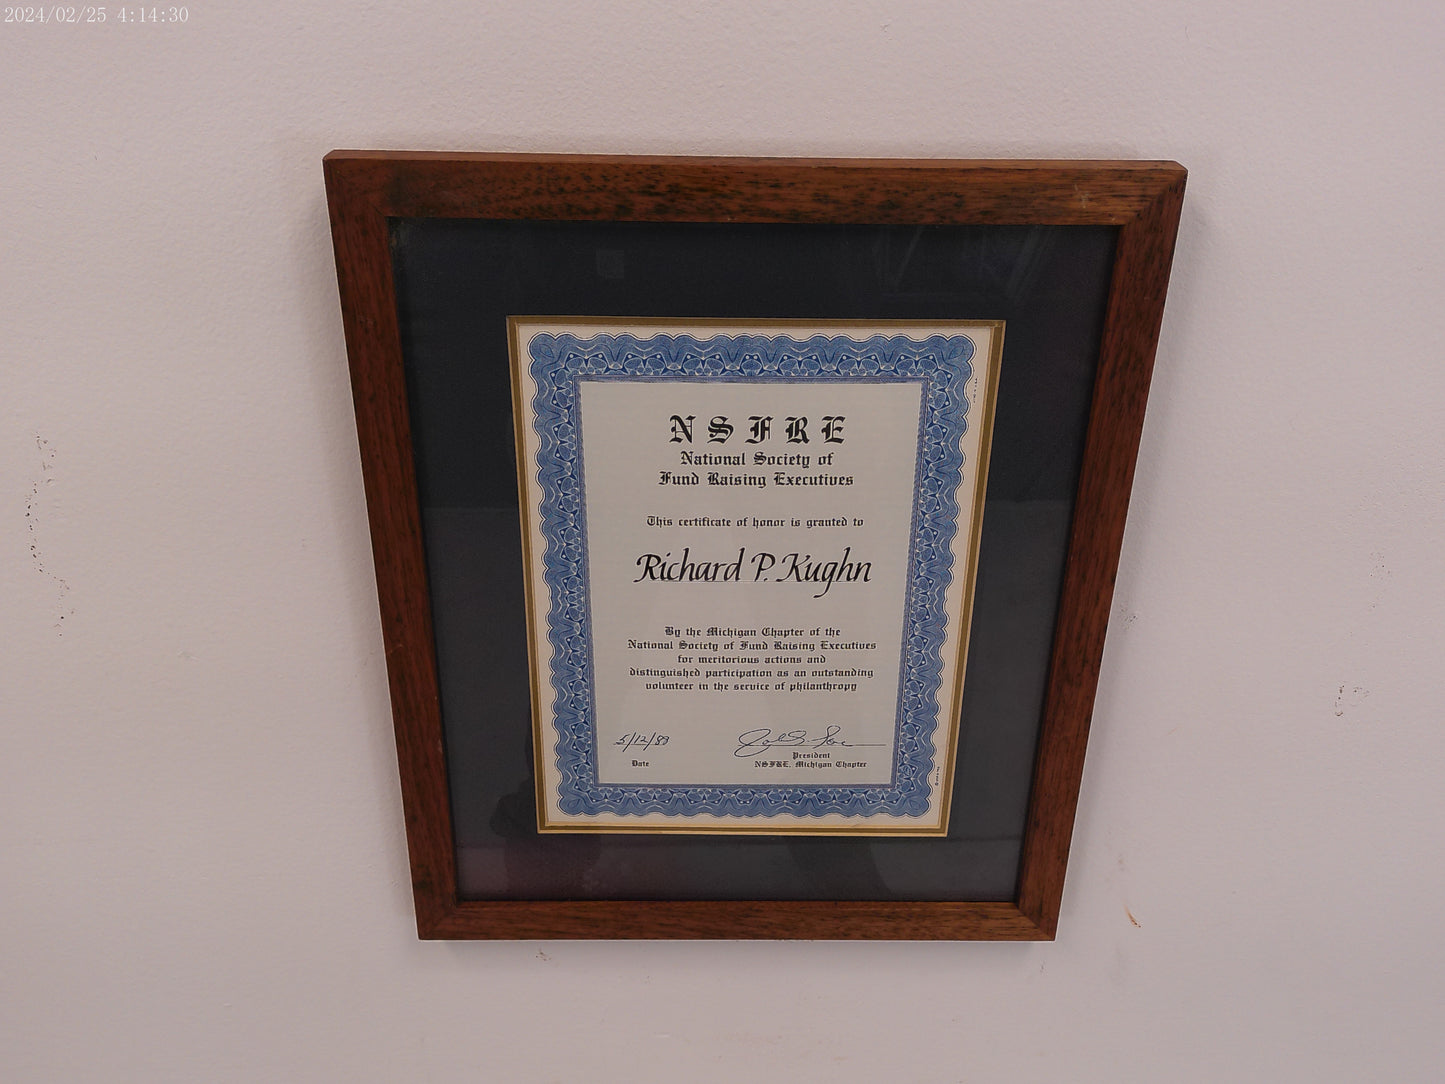 2024/02/25 4:14:30
NSFRE
National Society of
Fund Raising Executives
This certificate of honor is granted to
Richard P. Kughn
By the Michigan Chapter of the
National Society of Fund Raising Executives
for meritorious actions and
distinguished participation as an outstanding
volunteer in the service of philanthropy
5/12/89
Date
President
NSFRE, Michigan Chapter